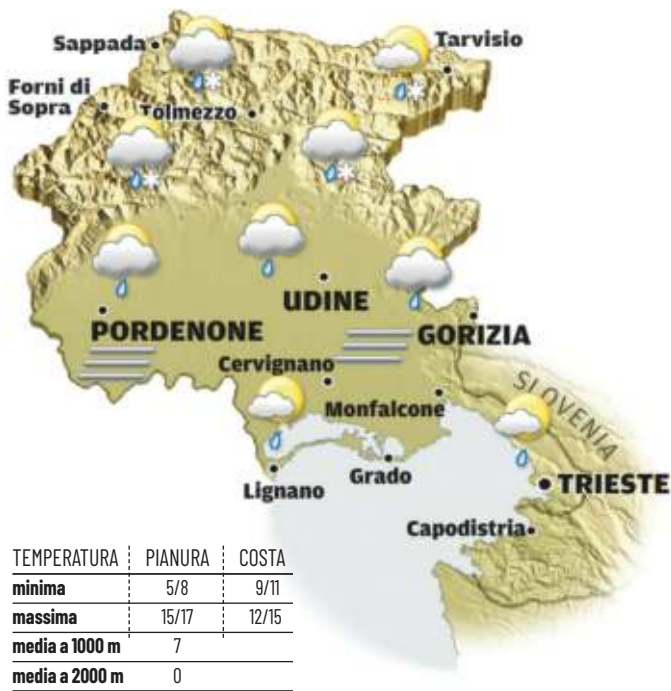 Sappada
Tarvisio
Forni di
Sopra
Tolmezzo
UDINE
PORDENONE
GORIZIA
Cervignano
SLOVENIA
Monfalcone
Lignano
Grado
TRIESTE
Capodistria
TEMPERATURA PIANURA COSTA
minima 5/8 9/11
massima 15/17 12/15
media a 1000 m 7
media a 2000 m 0